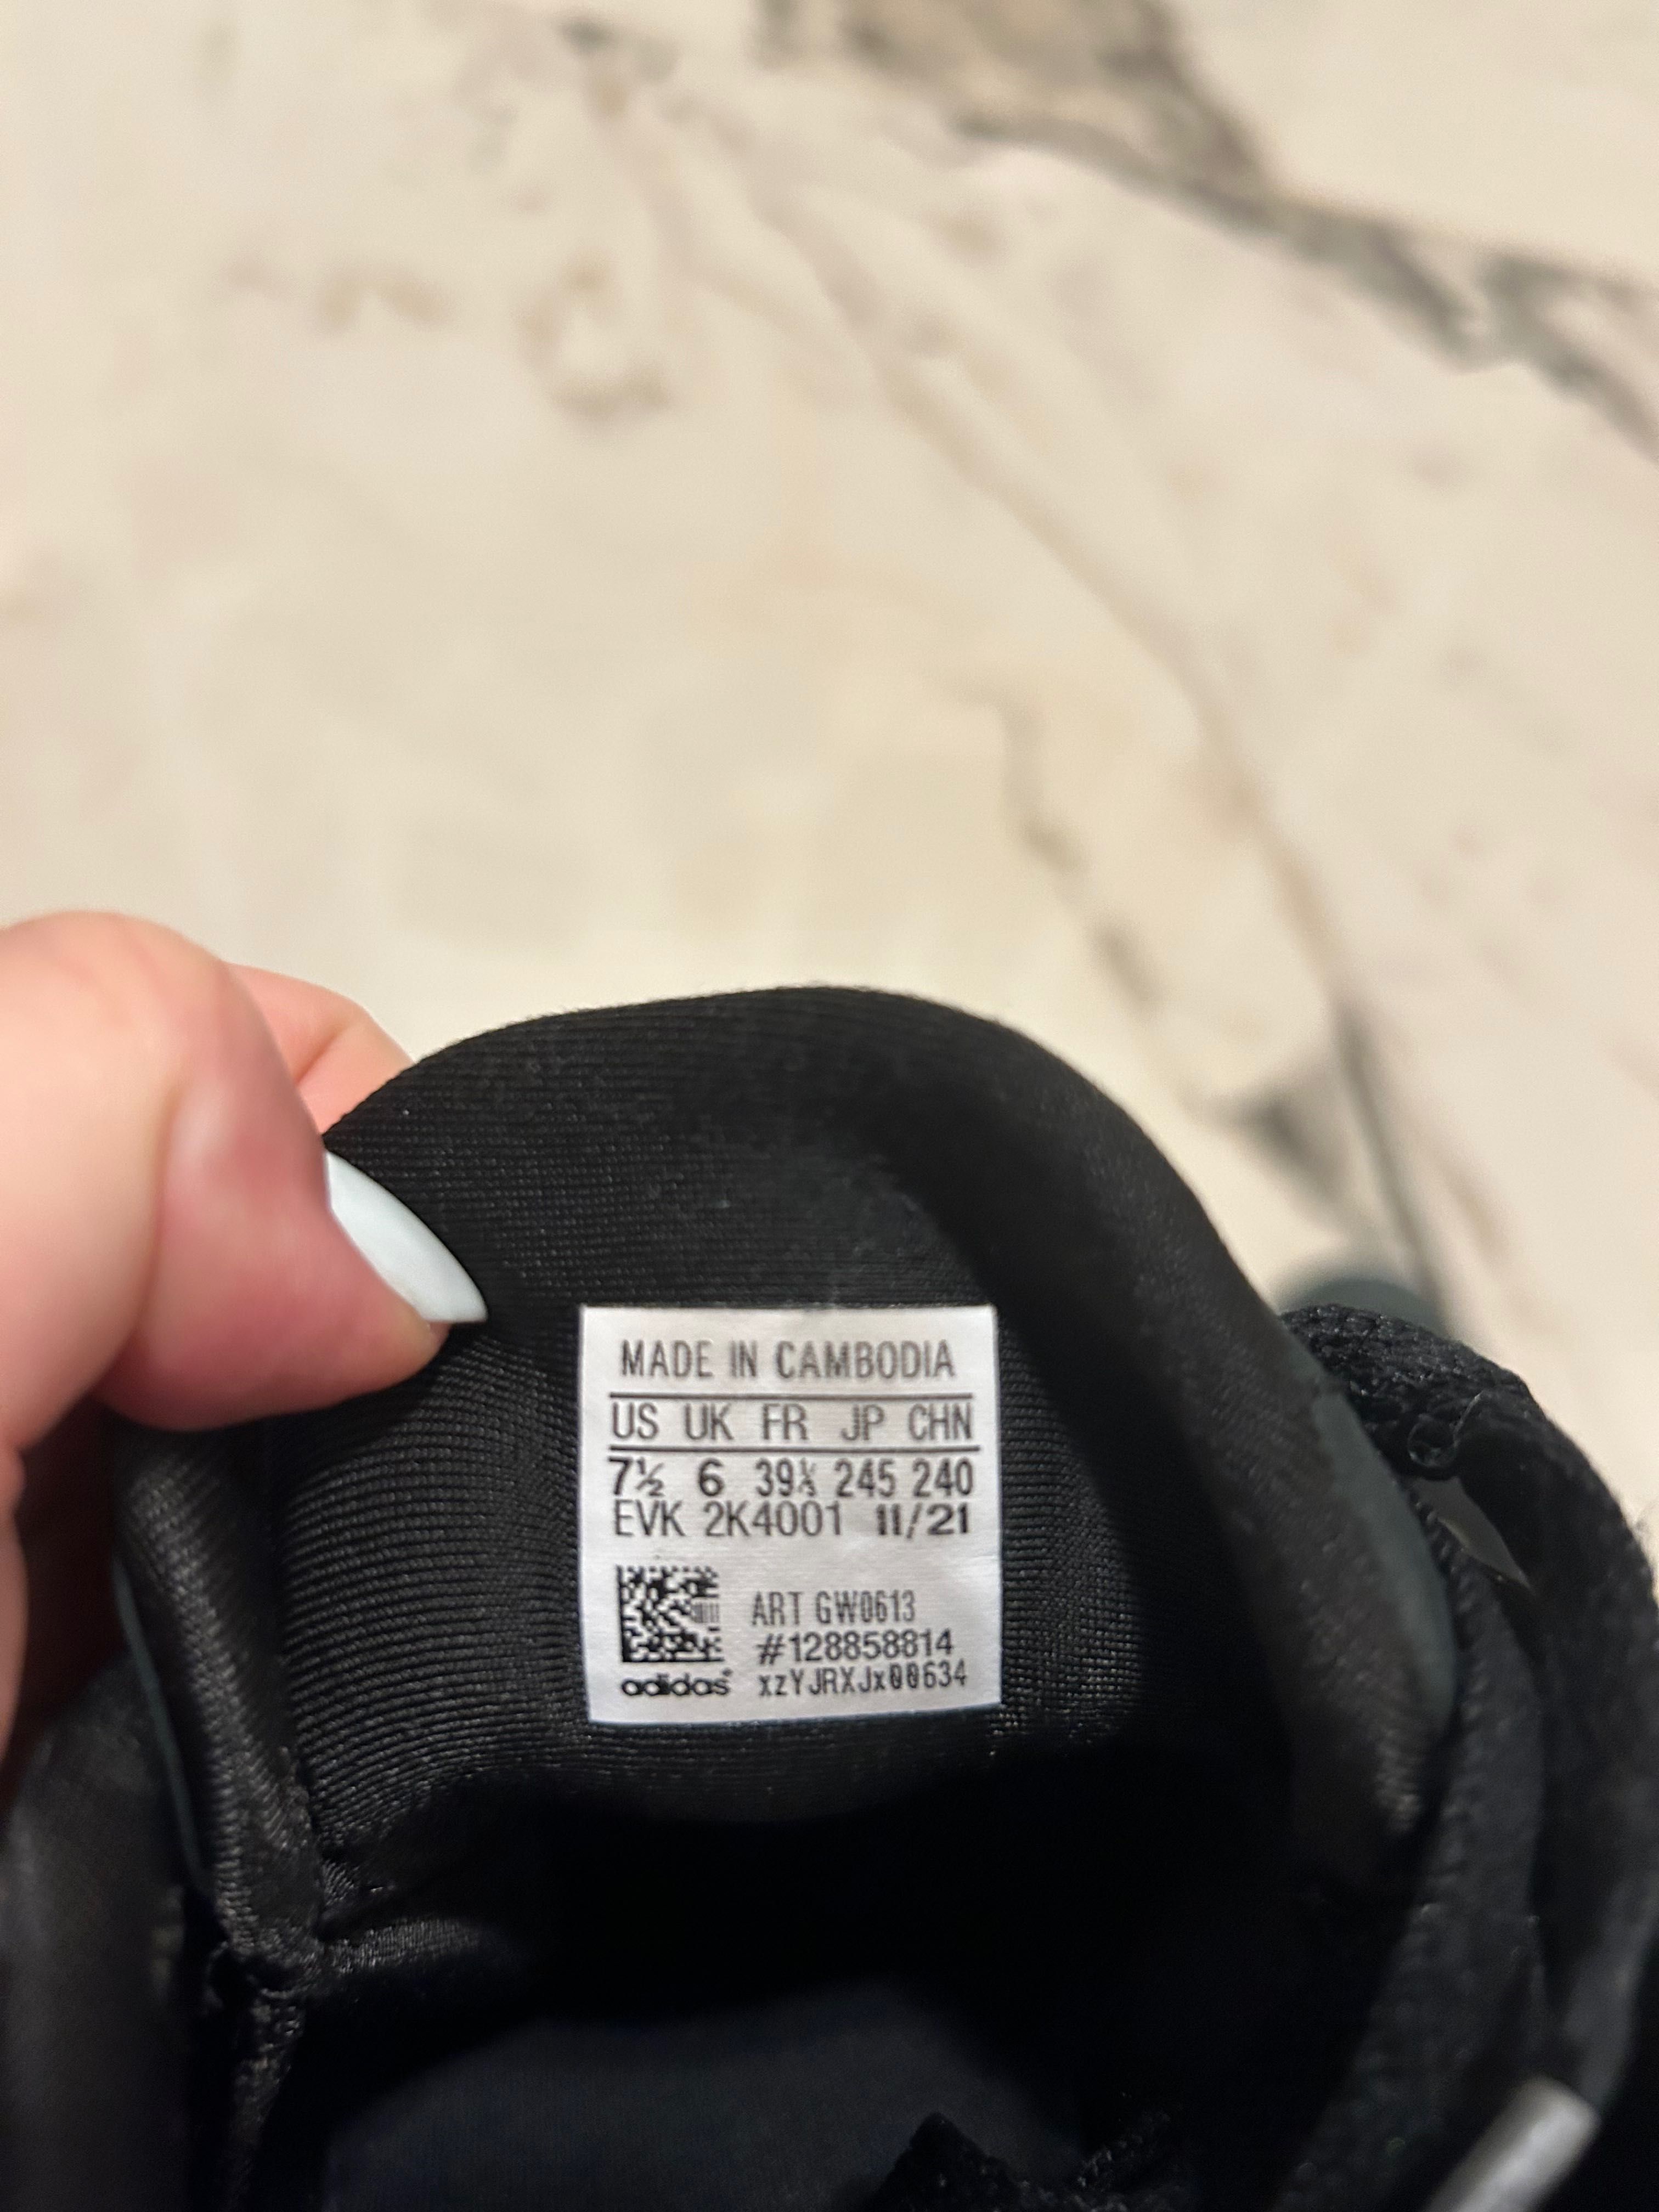 MADE IN CAMBODIA
US UK FR JP CHN
7½ 6 39⅓ 245 240
EVK 2K4001 11/21
ART GW0613
#128858814
adidas® xzYJRXJx00634